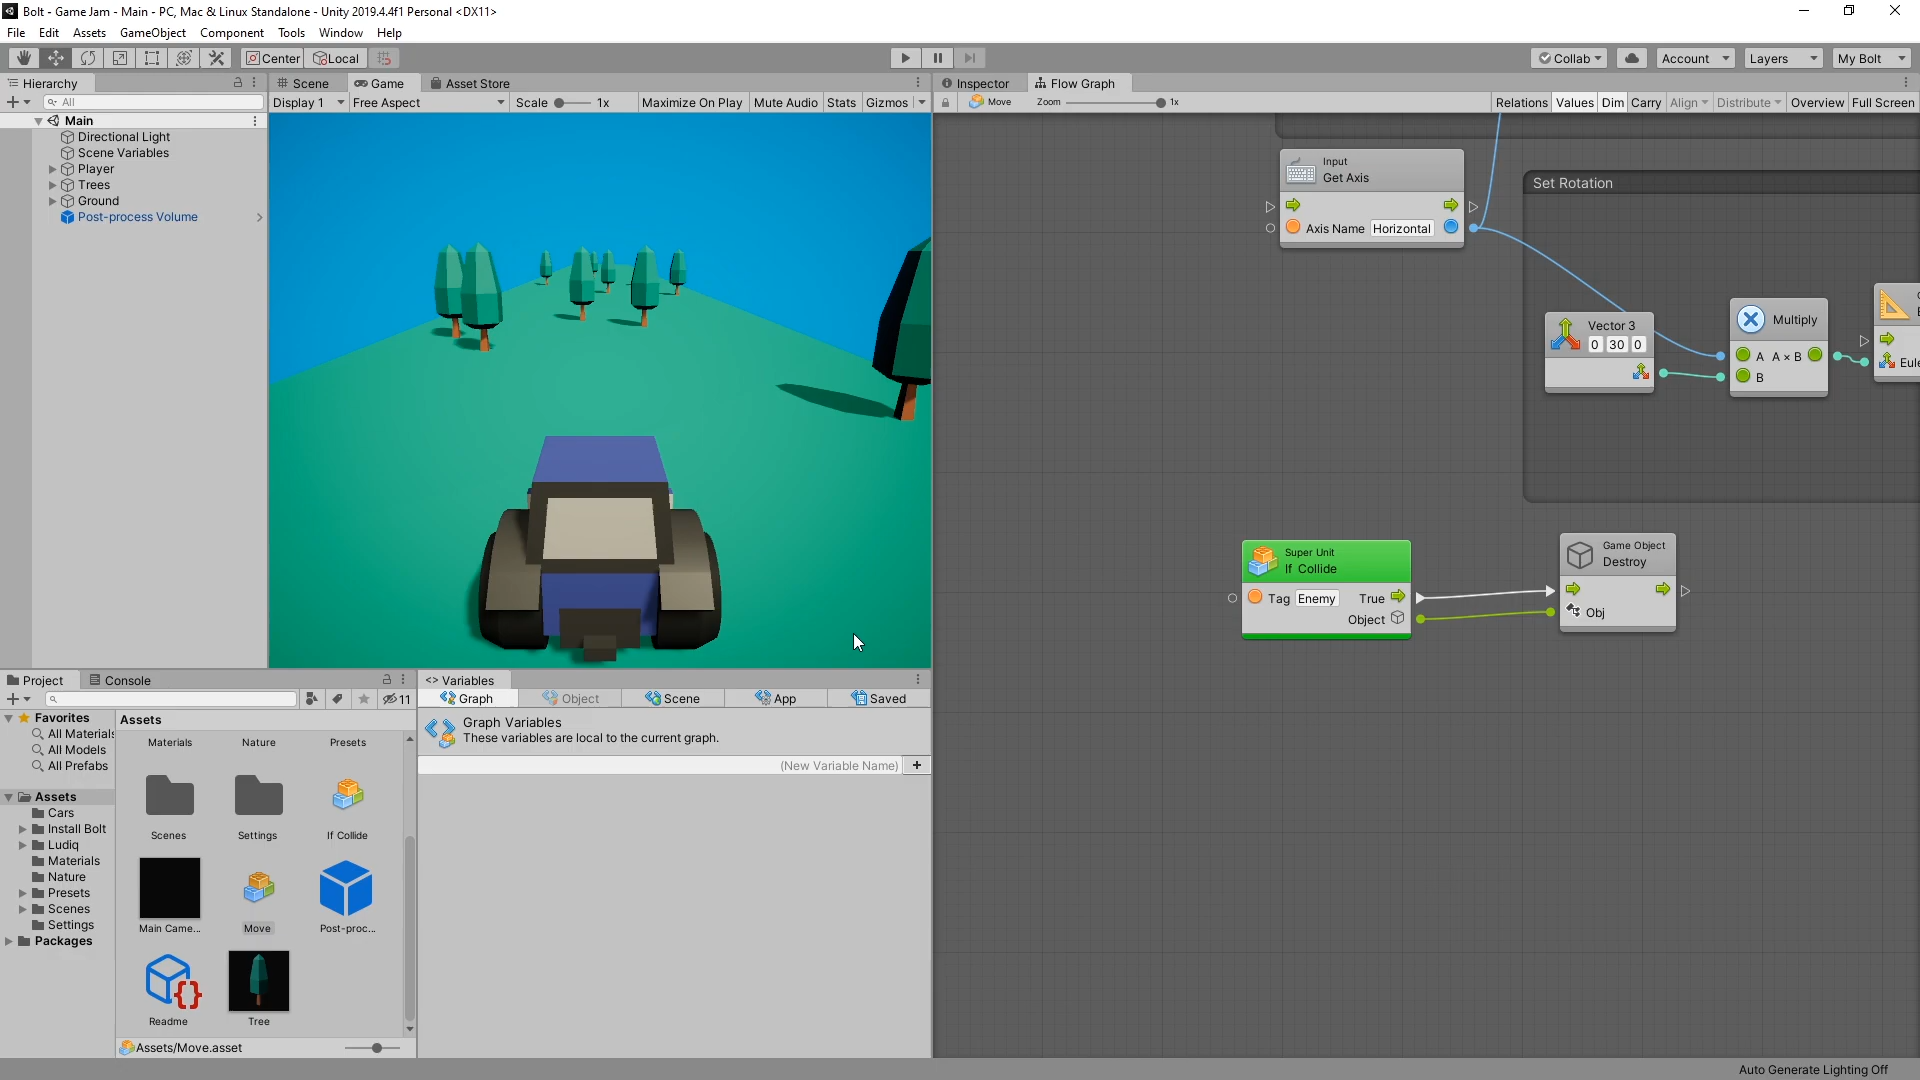 Bolt - Game Jam - Main - PC, Mac & Linux Standalone - Unity 2019.4.4f1 Personal <DX11>
File Edit Assets GameObject Component Tools Window Help
Center Local
Collab Account Layers My Bolt
Hierarchy
Scene Game Asset Store
Inspector Flow Graph
All
Display 1 Free Aspect Scale 1x Maximize On Play Mute Audio Stats Gizmos
Move Zoom 1x Relations Values Dim Carry Align Distribute Overview Full Screen
Main
Directional Light
Scene Variables
Player
Trees
Ground
Post-process Volume
Input
Get Axis
Axis Name Horizontal
Set Rotation
Vector 3
0 30 0
Multiply
A A × B
B
Eule
Super Unit
If Collide
Tag Enemy True
Object
Game Object
Destroy
Obj
Project Console
11
Favorites
All Materials
All Models
All Prefabs
Assets
Cars
Install Bolt
Ludiq
Materials
Nature
Presets
Scenes
Settings
Packages
Assets
Materials Nature Presets
Scenes Settings If Collide
Main Came... Move Post-proc...
Readme Tree
Assets/Move.asset
<> Variables
Graph Object Scene App Saved
Graph Variables
These variables are local to the current graph.
(New Variable Name) +
Auto Generate Lighting Off